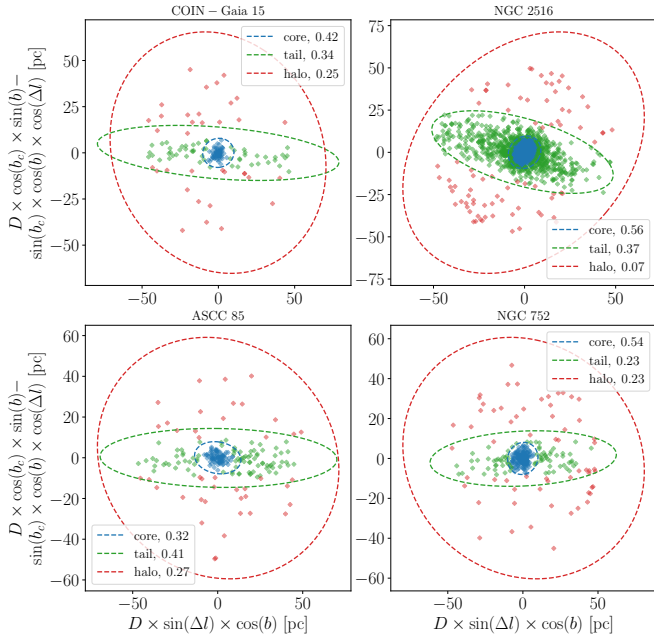 COIN − Gaia 15
NGC 2516
D × cos(b_c) × sin(b)−
sin(b_c) × cos(b) × cos(Δl) [pc]
50
25
0
−25
−50
core, 0.42
tail, 0.34
halo, 0.25
−50
0
50
75
50
25
0
−25
−50
−75
core, 0.56
tail, 0.37
halo, 0.07
−50
0
50
ASCC 85
NGC 752
D × cos(b_c) × sin(b)−
sin(b_c) × cos(b) × cos(Δl) [pc]
60
40
20
0
−20
−40
−60
core, 0.32
tail, 0.41
halo, 0.27
−50
0
50
D × sin(Δl) × cos(b) [pc]
60
40
20
0
−20
−40
−60
core, 0.54
tail, 0.23
halo, 0.23
−50
0
50
D × sin(Δl) × cos(b) [pc]